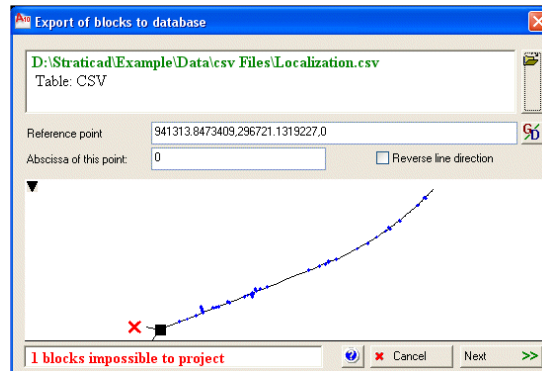 Export of blocks to database
D:\Straticad\Example\Data\csv Files\Localization.csv
Table: CSV
Reference point 941313.8473409,296721.1319227,0
Abscissa of this point: 0 Reverse line direction
1 blocks impossible to project Cancel Next >>